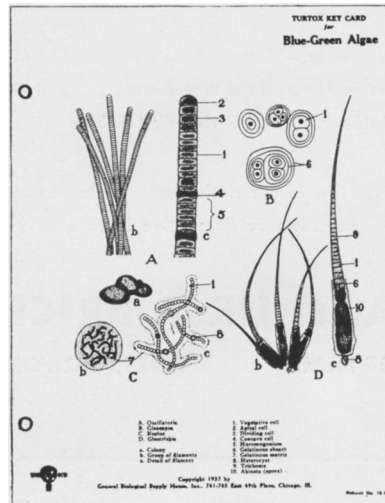 TURTOX KEY CARD
for
Blue-Green Algae
2
3
1
4
5
c
b
A
1
6
B
9
1
6
10
8
c
b
D
a
b
7
1
8
c
C
A. Oscillatoria
B. Gloeocapsa
C. Nostoc
D. Gloeotrichia
a. Colony
b. Group of filaments
c. Detail of filament
1. Vegetative cell
2. Apical cell
3. Dividing cell
4. Concave cell
5. Hormogonium
6. Gelatinous sheath
7. Gelatinous matrix
8. Heterocyst
9. Trichome
10. Akinete (spore)
Copyright 1937 by
General Biological Supply House, Inc., 761-763 East 69th Place, Chicago, Ill.